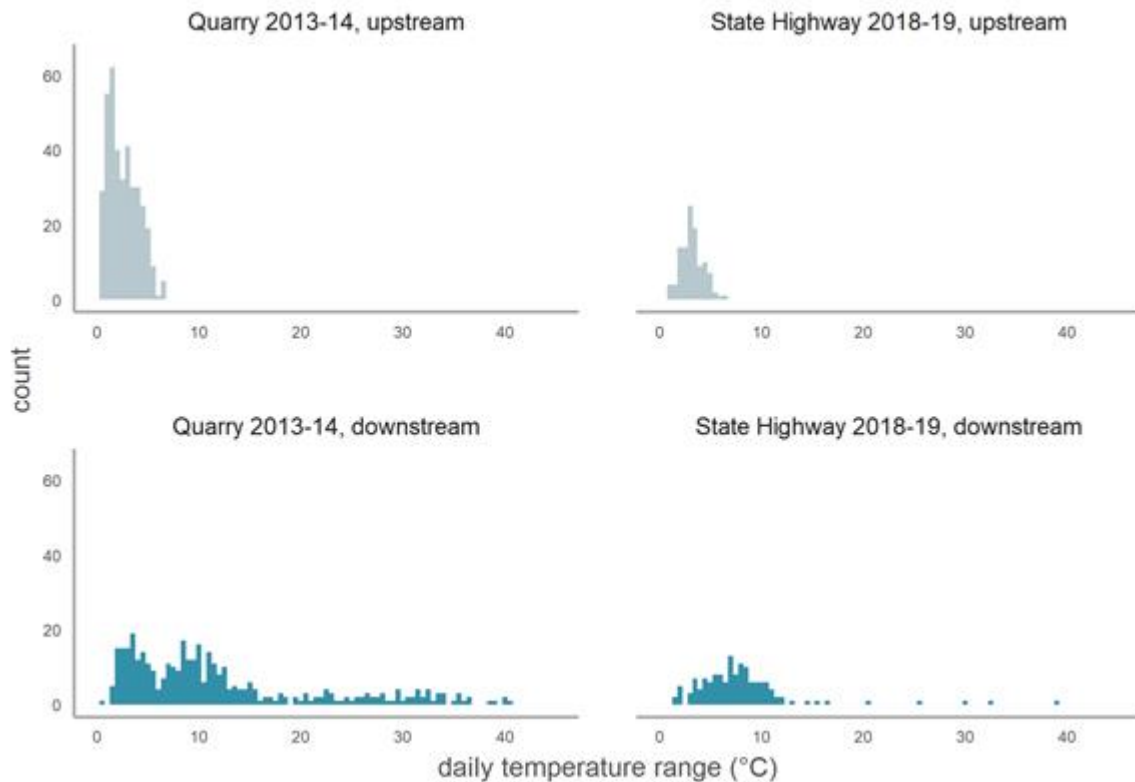 Quarry 2013-14, upstream
State Highway 2018-19, upstream
60
40
20
0
0 10 20 30 40
0 10 20 30 40
count
Quarry 2013-14, downstream
State Highway 2018-19, downstream
60
40
20
0
0 10 20 30 40
0 10 20 30 40
daily temperature range (°C)